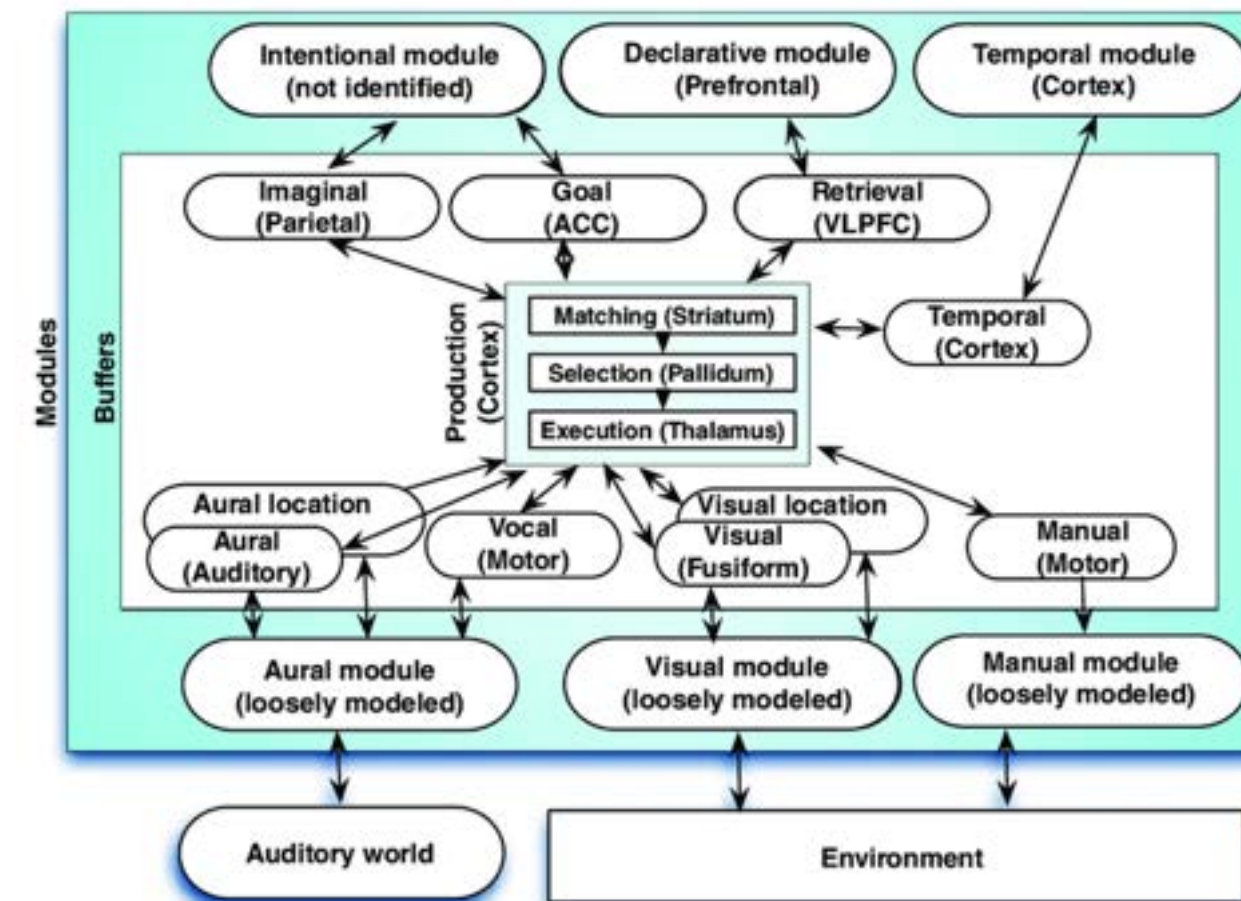 Intentional module
(not identified)
Declarative module
(Prefrontal)
Temporal module
(Cortex)
Imaginal
(Parietal)
Goal
(ACC)
Retrieval
(VLPFC)
Modules
Buffers
Production
(Cortex)
Matching (Striatum)
Selection (Pallidum)
Execution (Thalamus)
Temporal
(Cortex)
Aural location
Aural
(Auditory)
Vocal
(Motor)
Visual location
Visual
(Fusiform)
Manual
(Motor)
Aural module
(loosely modeled)
Visual module
(loosely modeled)
Manual module
(loosely modeled)
Auditory world
Environment